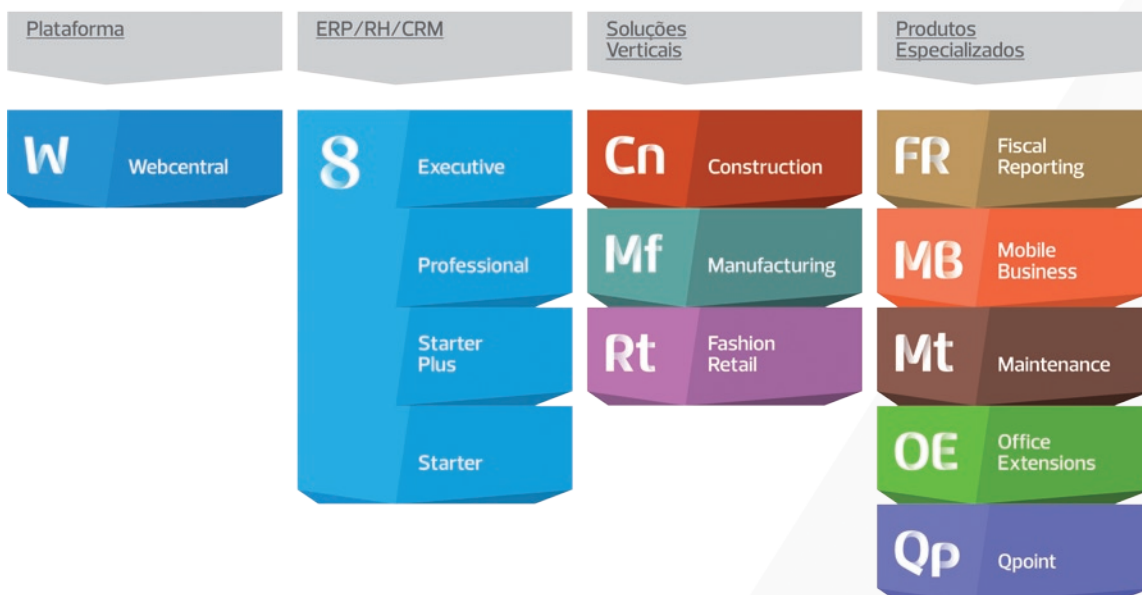 Plataforma
ERP/RH/CRM
Soluções
Verticais
Produtos
Especializados
W
Webcentral
8
Executive
Professional
Starter
Plus
Starter
Cn
Construction
Mf
Manufacturing
Rt
Fashion
Retail
FR
Fiscal
Reporting
MB
Mobile
Business
Mt
Maintenance
OE
Office
Extensions
Qp
Qpoint